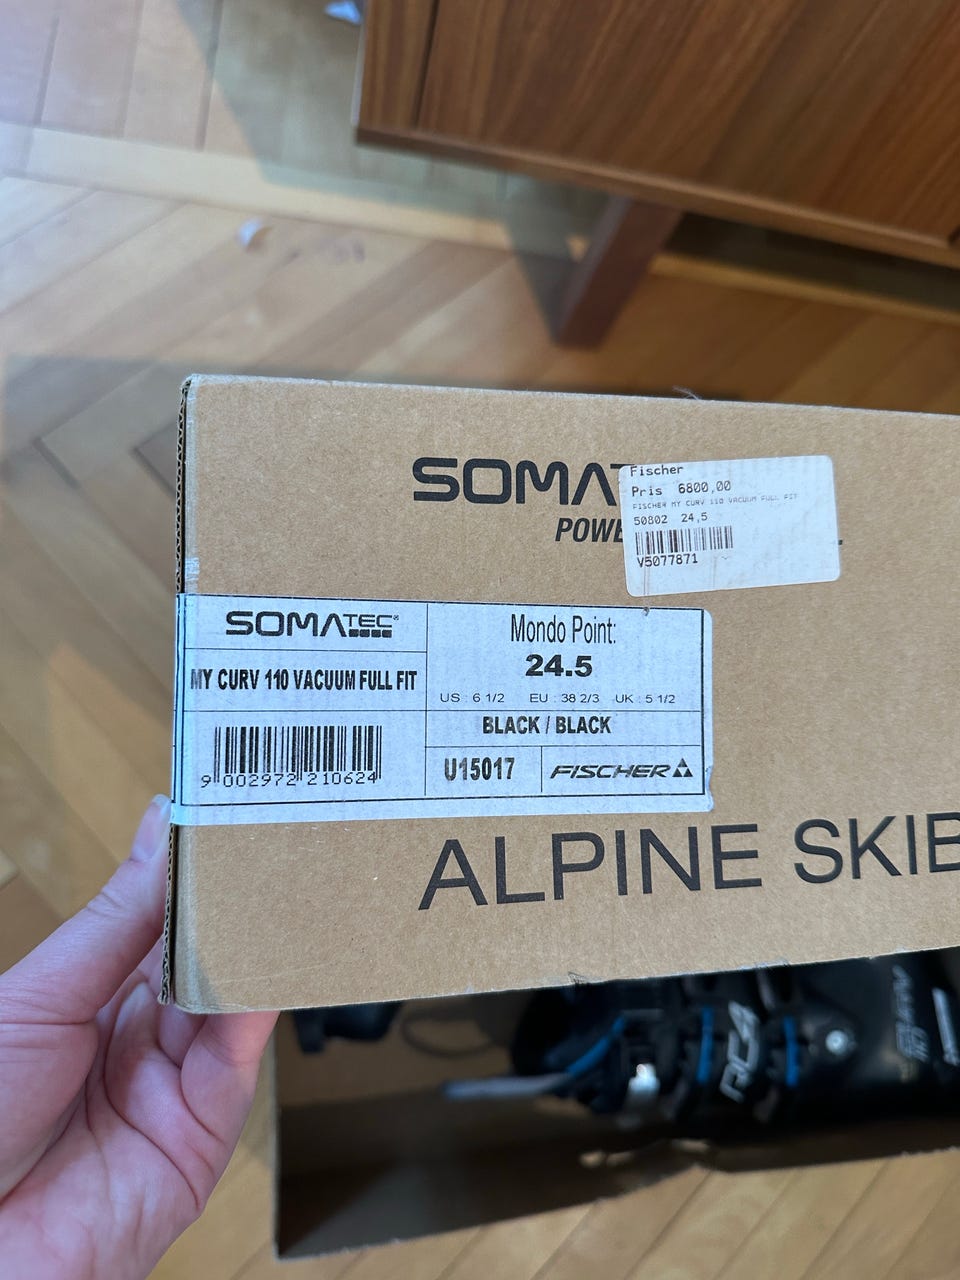 SOMAT
POWE
Fischer
Pris 6800,00
FISCHER MY CURV 110 VACUUM FULL FIT
50802 24,5
V5077871
SOMATEC®
MY CURV 110 VACUUM FULL FIT
9 002972 210624
Mondo Point:
24.5
US : 6 1/2 EU : 38 2/3 UK : 5 1/2
BLACK / BLACK
U15017
FISCHER
ALPINE SKIB
RC4